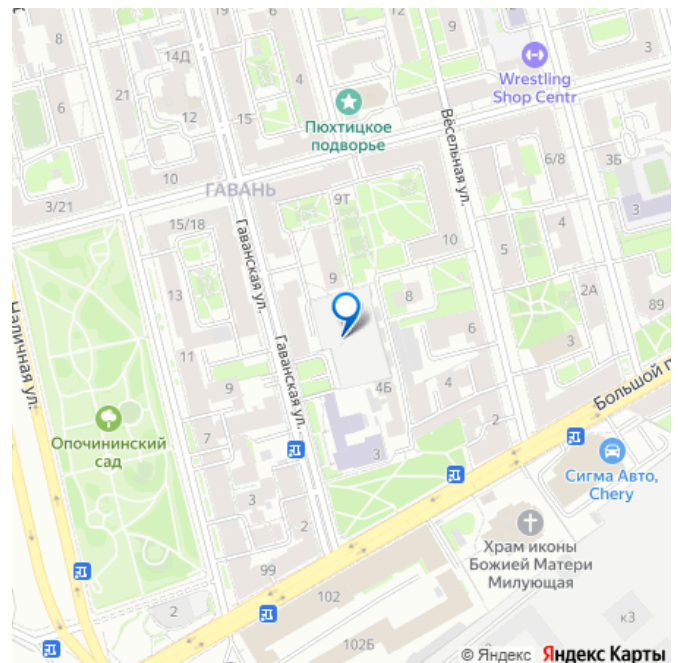 8
14Д
4
12
9
3
Wrestling
Shop Centr
6
21
12
15
Пюхтицкое
подворье
Вёсельная ул.
6/8
3Б
10
ГАВАНЬ
9Т
3/21
15/18
Гаванская ул.
10
5
4
3
13
9
8
2А
89
Наличная ул.
11
Гаванская ул.
6
3
9
4Б
4
Большой п
Опочининский
сад
7
2
3
Сигма Авто,
Chery
3
2
Храм иконы
Божией Матери
Милующая
99
102
2
к3
102Б
© Яндекс Яндекс Карты